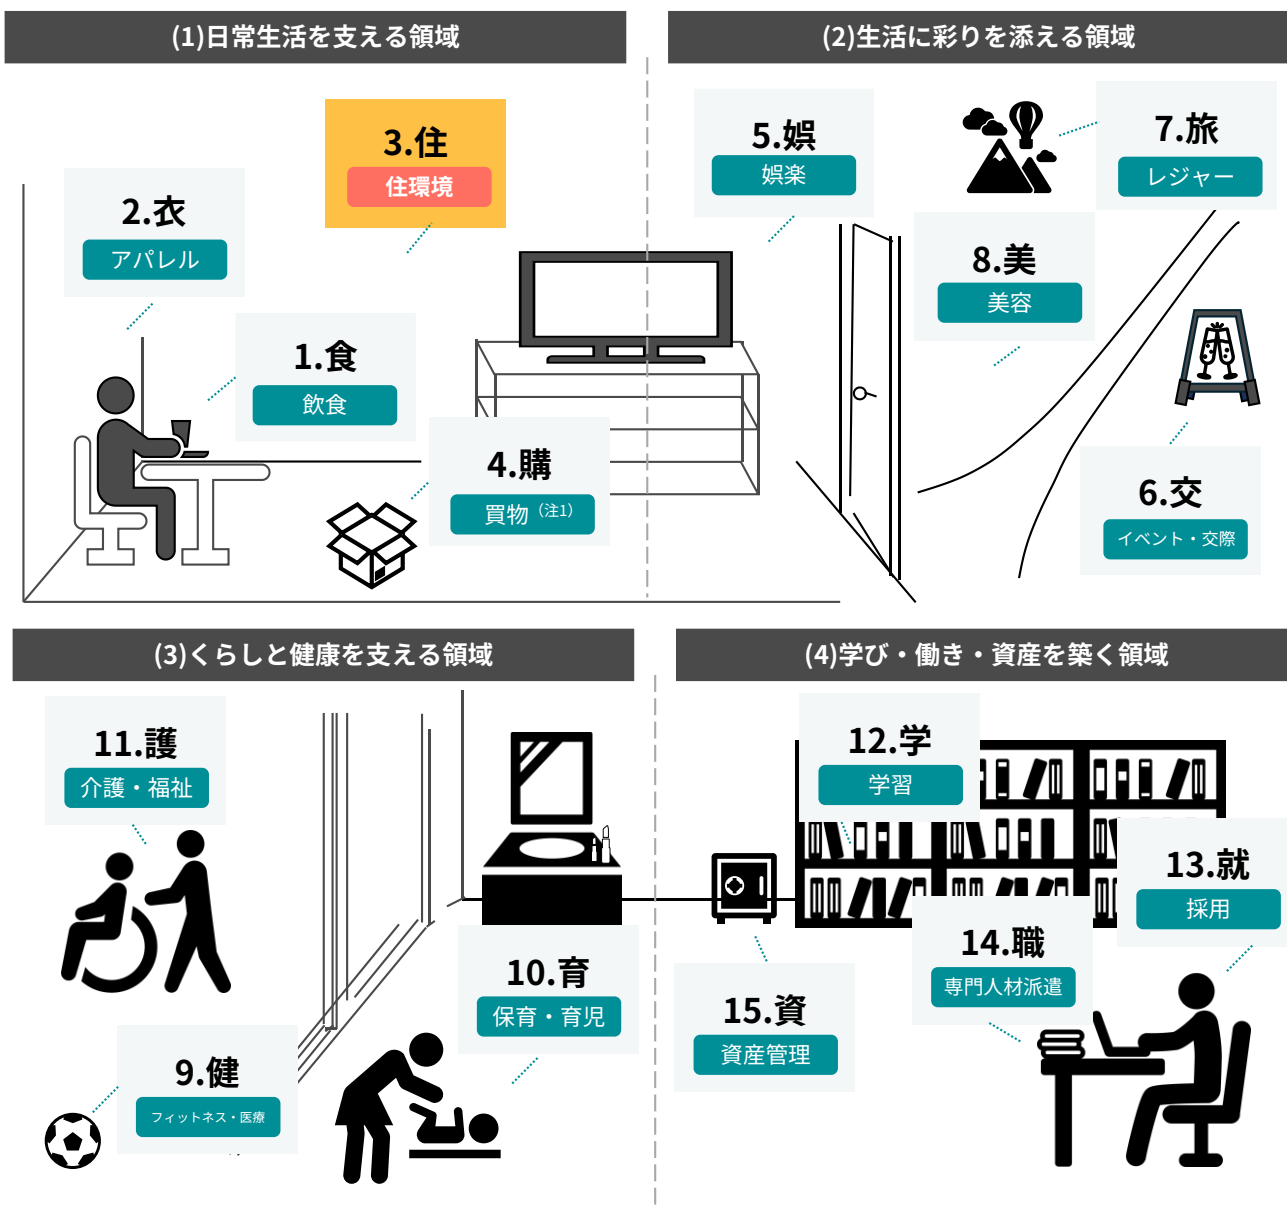 (1)日常生活を支える領域
3.住
住環境
2.衣
アパレル
1.食
飲食
4.購
買物（注1）
(2)生活に彩りを添える領域
5.娯
娯楽
7.旅
レジャー
8.美
美容
6.交
イベント・交際
(3)くらしと健康を支える領域
11.護
介護・福祉
10.育
保育・育児
9.健
フィットネス・医療
(4)学び・働き・資産を築く領域
12.学
学習
13.就
採用
14.職
専門人材派遣
15.資
資産管理